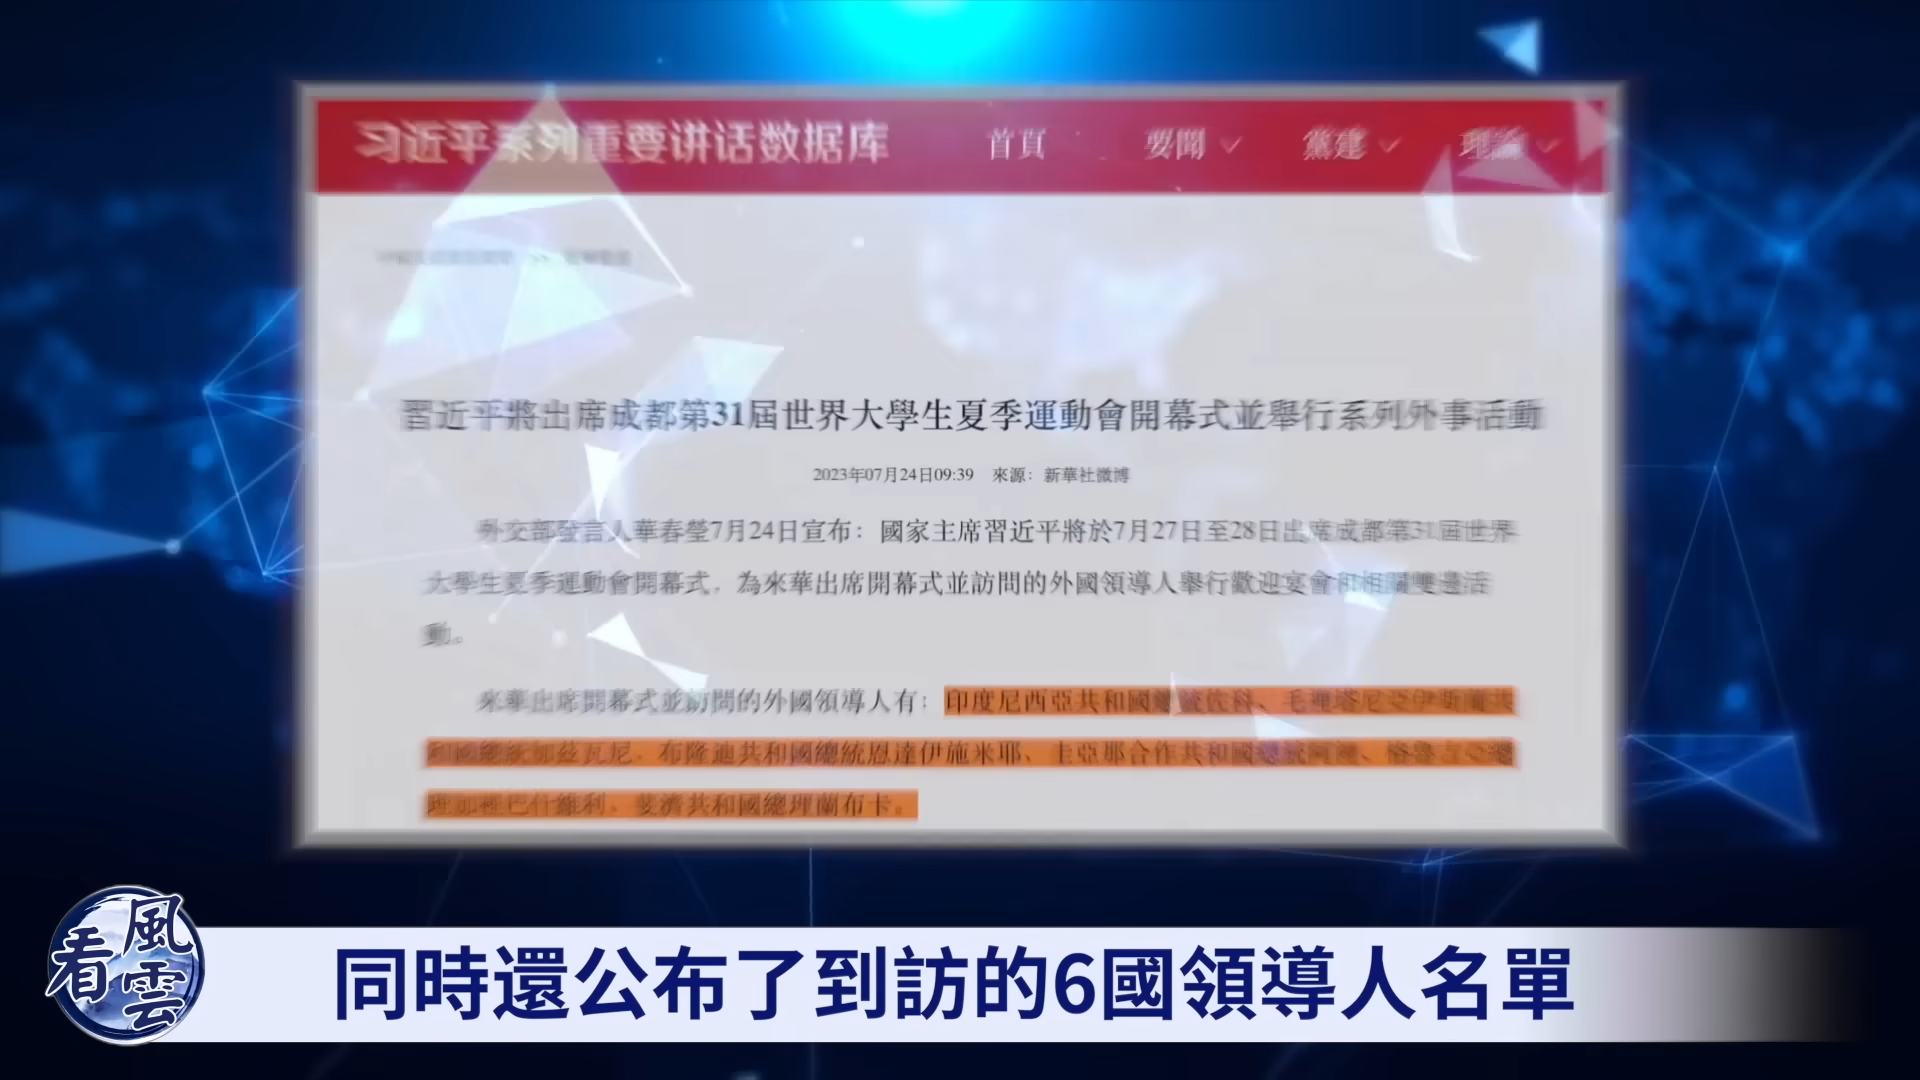 习近平系列重要讲话数据库 首頁 要聞 黨建 理論
習近平將出席成都第31屆世界大學生夏季運動會開幕式並舉行系列外事活動
2023年07月24日09:39 來源：新華社微博
外交部發言人華春瑩7月24日宣布：國家主席習近平將於7月27日至28日出席成都第31屆世界
大學生夏季運動會開幕式，為來華出席開幕式並訪問的外國領導人舉行歡迎宴會和相關雙邊活
動。
來華出席開幕式並訪問的外國領導人有：印度尼西亞共和國總統佐科、毛裡塔尼亞伊斯蘭共
和國總統加茲瓦尼、布隆迪共和國總統恩達伊施米耶、圭亞那合作共和國總統阿里、格魯吉亞總
理加裡巴什維利、斐濟共和國總理蘭布卡。
看風雲
同時還公布了到訪的6國領導人名單